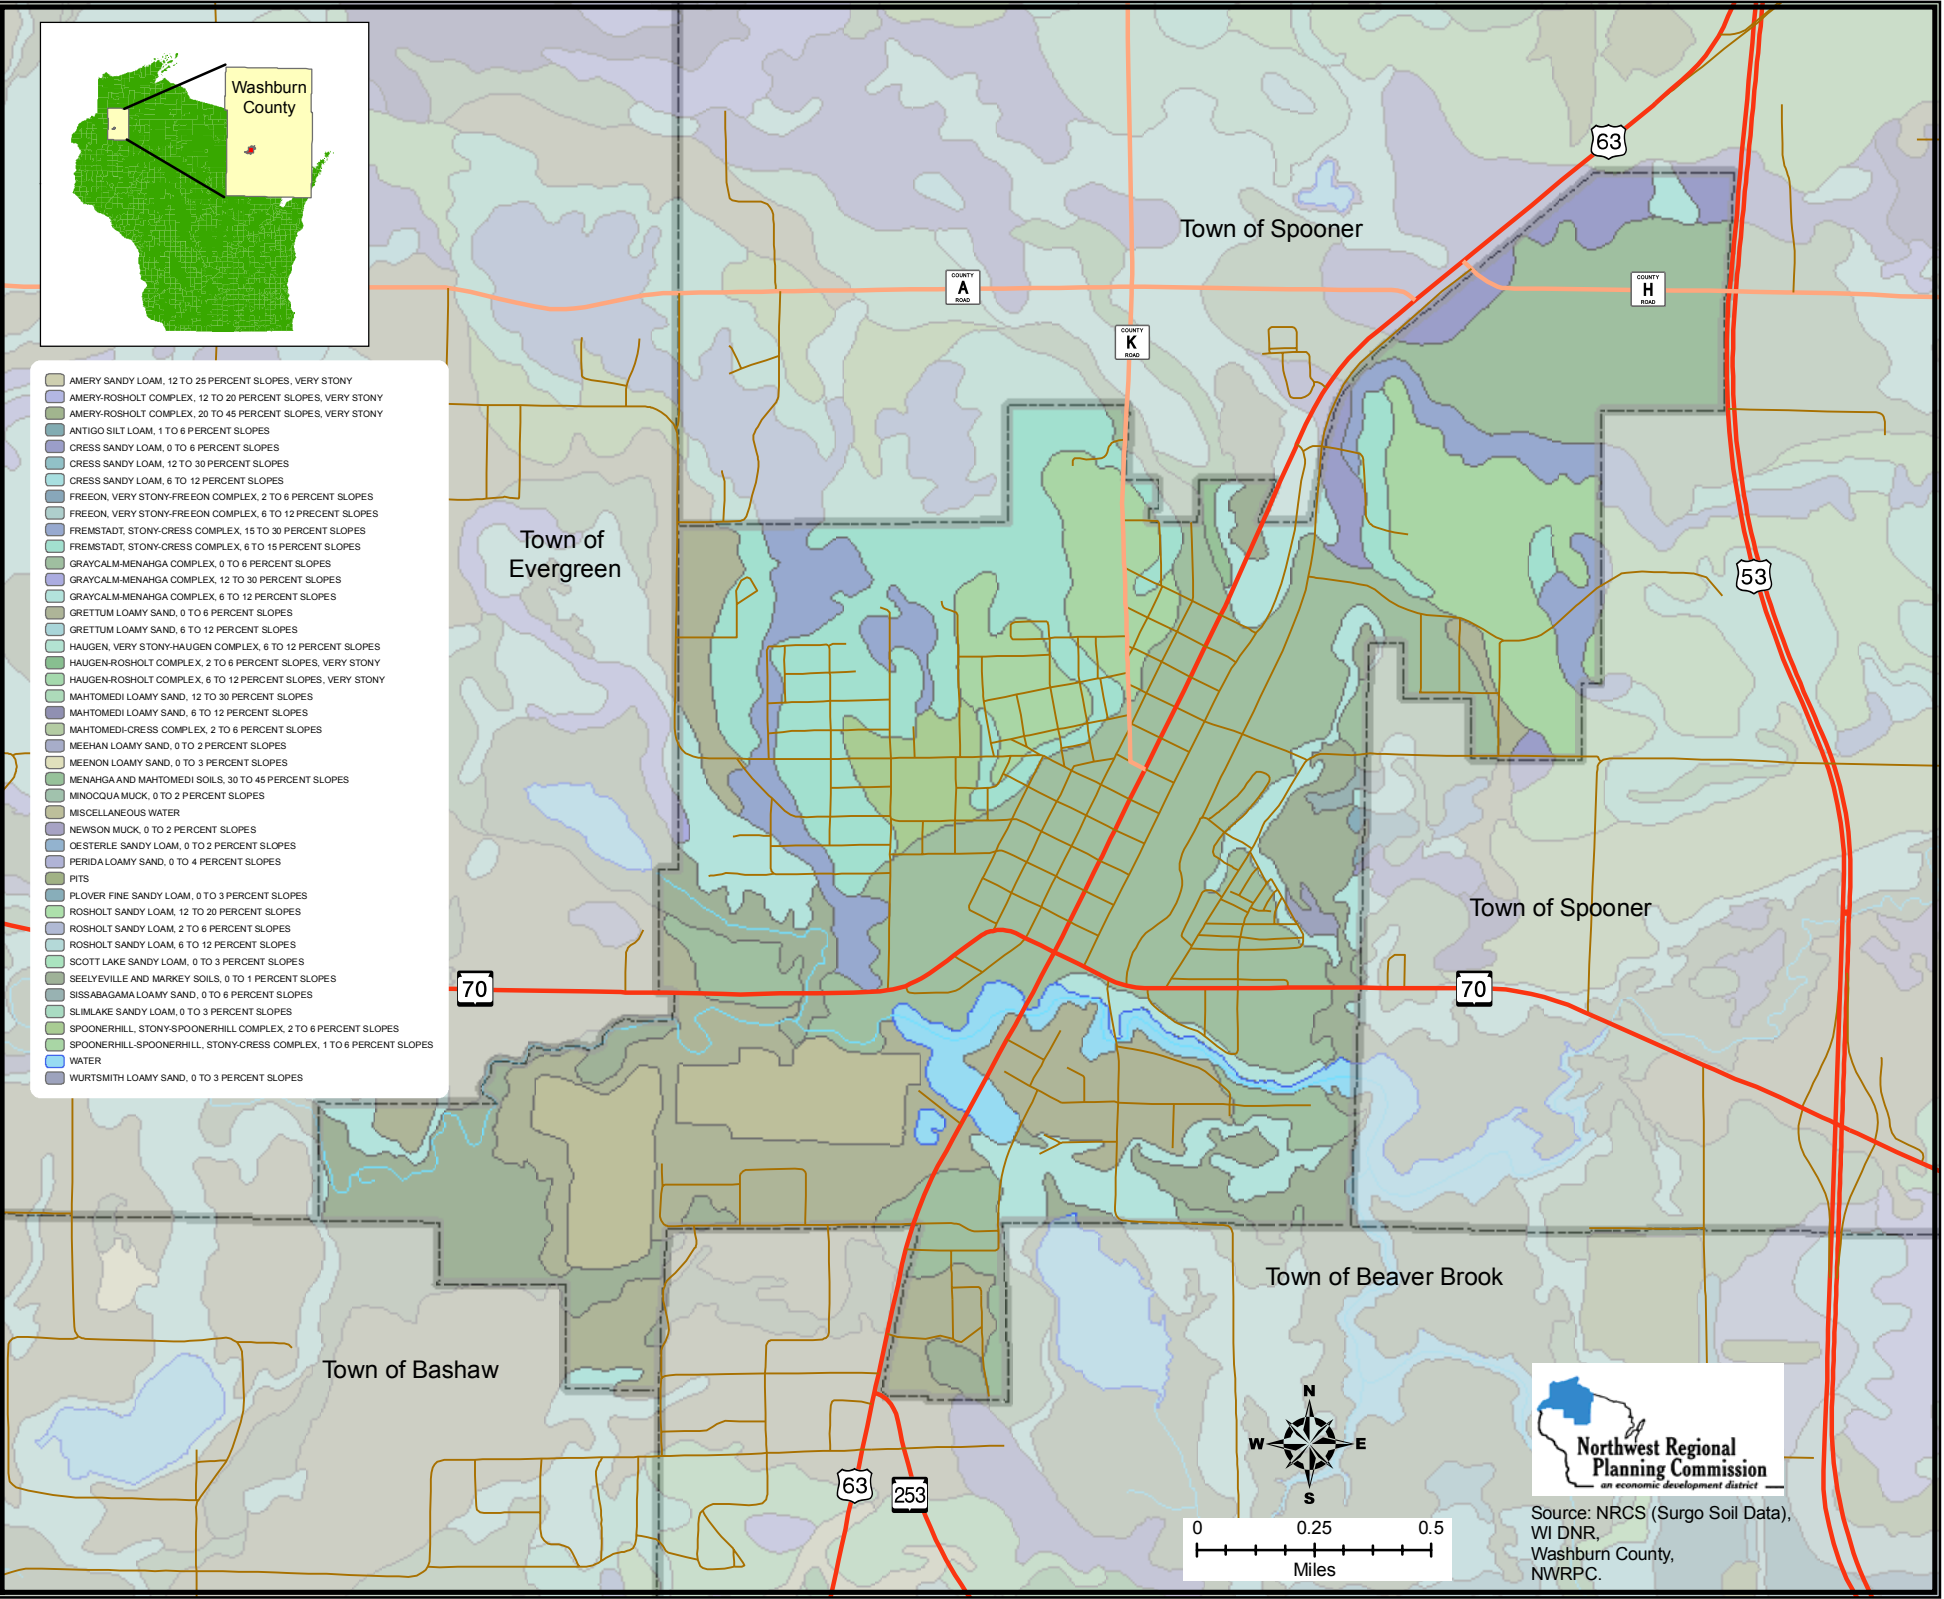 Washburn
County
AMERY SANDY LOAM, 12 TO 25 PERCENT SLOPES, VERY STONY
AMERY-ROSHOLT COMPLEX, 12 TO 20 PERCENT SLOPES, VERY STONY
AMERY-ROSHOLT COMPLEX, 20 TO 45 PERCENT SLOPES, VERY STONY
ANTIGO SILT LOAM, 1 TO 6 PERCENT SLOPES
CRESS SANDY LOAM, 0 TO 6 PERCENT SLOPES
CRESS SANDY LOAM, 12 TO 30 PERCENT SLOPES
CRESS SANDY LOAM, 6 TO 12 PERCENT SLOPES
FREEON, VERY STONY-FREEON COMPLEX, 2 TO 6 PERCENT SLOPES
FREEON, VERY STONY-FREEON COMPLEX, 6 TO 12 PRECENT SLOPES
FREMSTADT, STONY-CRESS COMPLEX, 15 TO 30 PERCENT SLOPES
FREMSTADT, STONY-CRESS COMPLEX, 6 TO 15 PERCENT SLOPES
GRAYCALM-MENAHGA COMPLEX, 0 TO 6 PERCENT SLOPES
GRAYCALM-MENAHGA COMPLEX, 12 TO 30 PERCENT SLOPES
GRAYCALM-MENAHGA COMPLEX, 6 TO 12 PERCENT SLOPES
GRETTUM LOAMY SAND, 0 TO 6 PERCENT SLOPES
GRETTUM LOAMY SAND, 6 TO 12 PERCENT SLOPES
HAUGEN, VERY STONY-HAUGEN COMPLEX, 6 TO 12 PERCENT SLOPES
HAUGEN-ROSHOLT COMPLEX, 2 TO 6 PERCENT SLOPES, VERY STONY
HAUGEN-ROSHOLT COMPLEX, 6 TO 12 PERCENT SLOPES, VERY STONY
MAHTOMEDI LOAMY SAND, 12 TO 30 PERCENT SLOPES
MAHTOMEDI LOAMY SAND, 6 TO 12 PERCENT SLOPES
MAHTOMEDI-CRESS COMPLEX, 2 TO 6 PERCENT SLOPES
MEEHAN LOAMY SAND, 0 TO 2 PERCENT SLOPES
MEENON LOAMY SAND, 0 TO 3 PERCENT SLOPES
MENAHGA AND MAHTOMEDI SOILS, 30 TO 45 PERCENT SLOPES
MINOCQUA MUCK, 0 TO 2 PERCENT SLOPES
MISCELLANEOUS WATER
NEWSON MUCK, 0 TO 2 PERCENT SLOPES
OESTERLE SANDY LOAM, 0 TO 2 PERCENT SLOPES
PERIDA LOAMY SAND, 0 TO 4 PERCENT SLOPES
PITS
PLOVER FINE SANDY LOAM, 0 TO 3 PERCENT SLOPES
ROSHOLT SANDY LOAM, 12 TO 20 PERCENT SLOPES
ROSHOLT SANDY LOAM, 2 TO 6 PERCENT SLOPES
ROSHOLT SANDY LOAM, 6 TO 12 PERCENT SLOPES
SCOTT LAKE SANDY LOAM, 0 TO 3 PERCENT SLOPES
SEELYEVILLE AND MARKEY SOILS, 0 TO 1 PERCENT SLOPES
SISSABAGAMA LOAMY SAND, 0 TO 6 PERCENT SLOPES
SLIMLAKE SANDY LOAM, 0 TO 3 PERCENT SLOPES
SPOONERHILL, STONY-SPOONERHILL COMPLEX, 2 TO 6 PERCENT SLOPES
SPOONERHILL-SPOONERHILL, STONY-CRESS COMPLEX, 1 TO 6 PERCENT SLOPES
WATER
WURTSMITH LOAMY SAND, 0 TO 3 PERCENT SLOPES
63
Town of Spooner
COUNTY
A
ROAD
COUNTY
H
ROAD
COUNTY
K
ROAD
Town of
Evergreen
53
Town of Spooner
70
70
Town of Beaver Brook
Town of Bashaw
63
253
N
W
E
S
0
0.25
0.5
Miles
Northwest Regional
Planning Commission
an economic development district
Source: NRCS (Surgo Soil Data),
WI DNR,
Washburn County,
NWRPC.